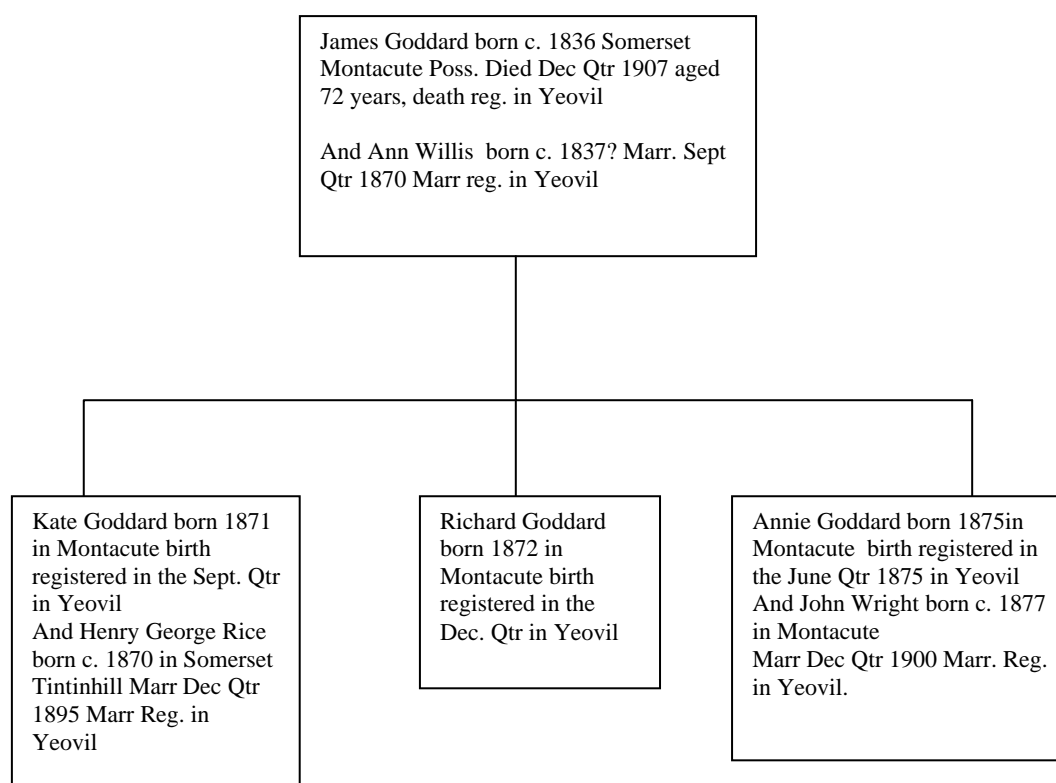 James Goddard born c. 1836 Somerset
Montacute Poss. Died Dec Qtr 1907 aged
72 years, death reg. in Yeovil
And Ann Willis  born c. 1837? Marr. Sept
Qtr 1870 Marr reg. in Yeovil
Kate Goddard born 1871
in Montacute birth
registered in the Sept. Qtr
in Yeovil
And Henry George Rice
born c. 1870 in Somerset
Tintinhill Marr Dec Qtr
1895 Marr Reg. in
Yeovil
Richard Goddard
born 1872 in
Montacute birth
registered in the
Dec. Qtr in Yeovil
Annie Goddard born 1875in
Montacute  birth registered in
the June Qtr 1875 in Yeovil
And John Wright born c. 1877
in Montacute
Marr Dec Qtr 1900 Marr. Reg.
in Yeovil.